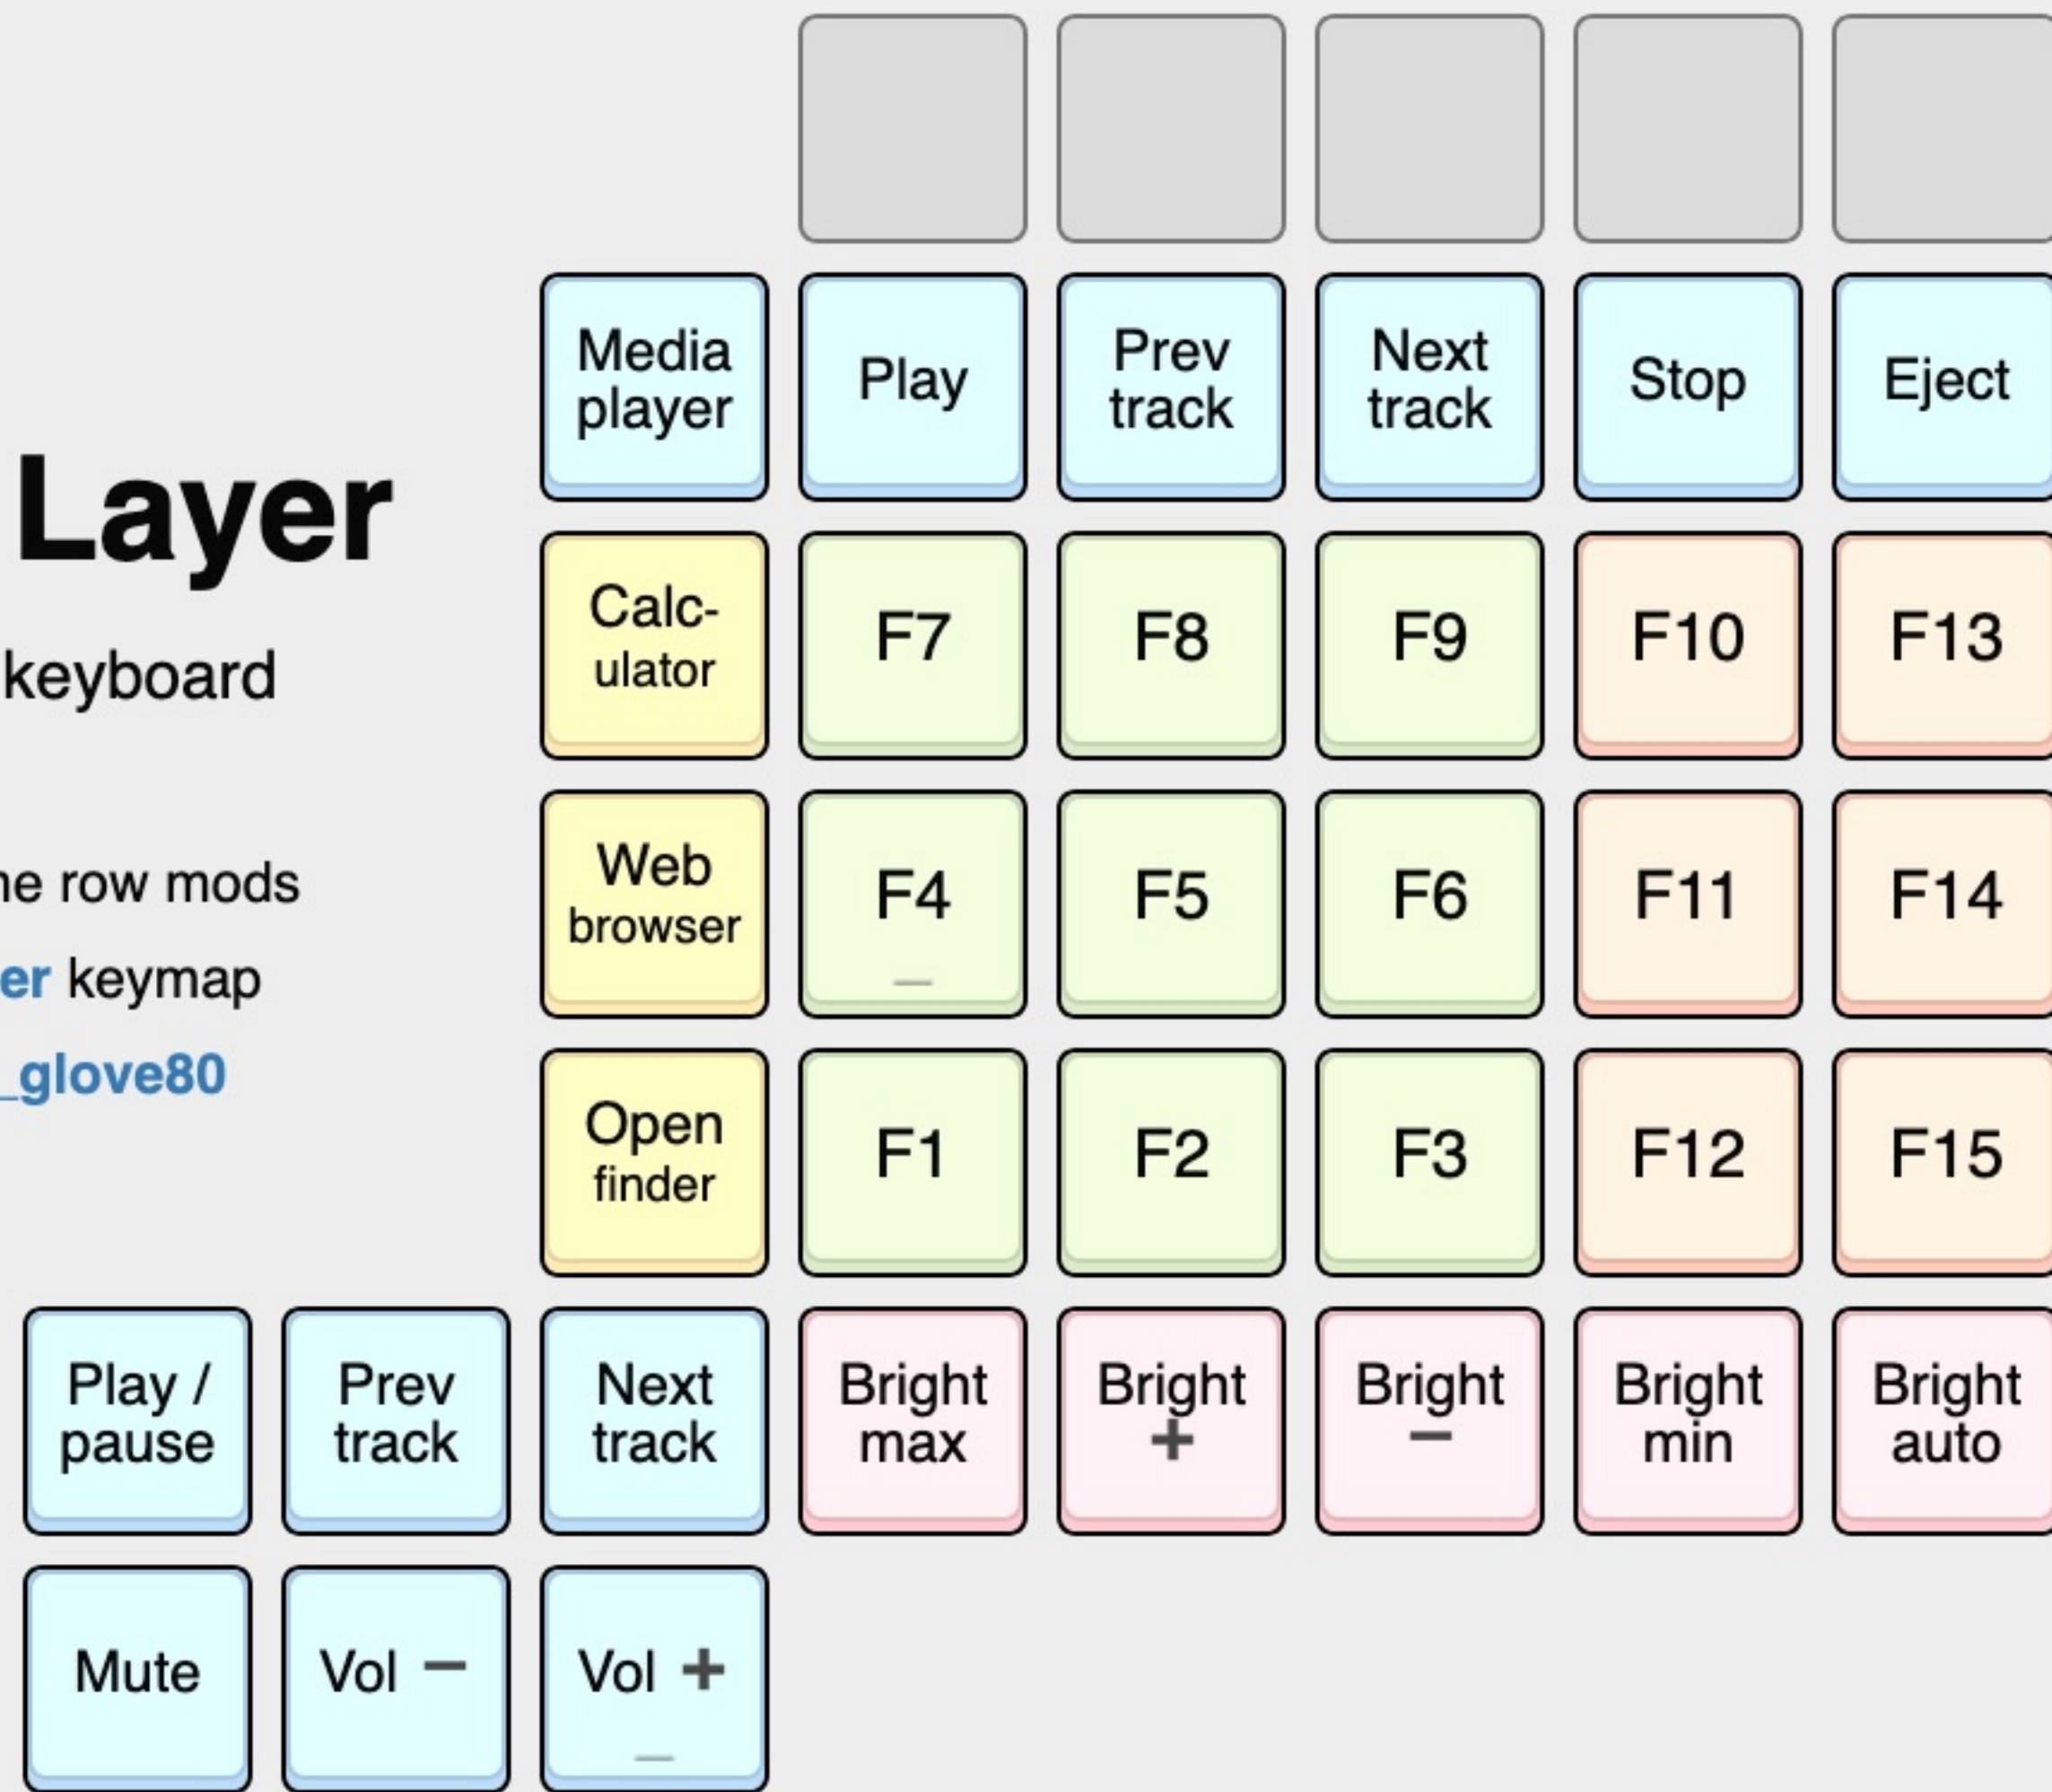 Media
player
Play
Prev
track
Next
track
Stop
Eject
Layer
keyboard
Calc-
ulator
F7
F8
F9
F10
F13
row mods
keymap
_glove80
Web
browser
F4
_
F5
F6
F11
F14
Open
finder
F1
F2
F3
F12
F15
Play /
pause
Prev
track
Next
track
Bright
max
Bright
+
Bright
−
Bright
min
Bright
auto
Mute
Vol −
Vol +
_